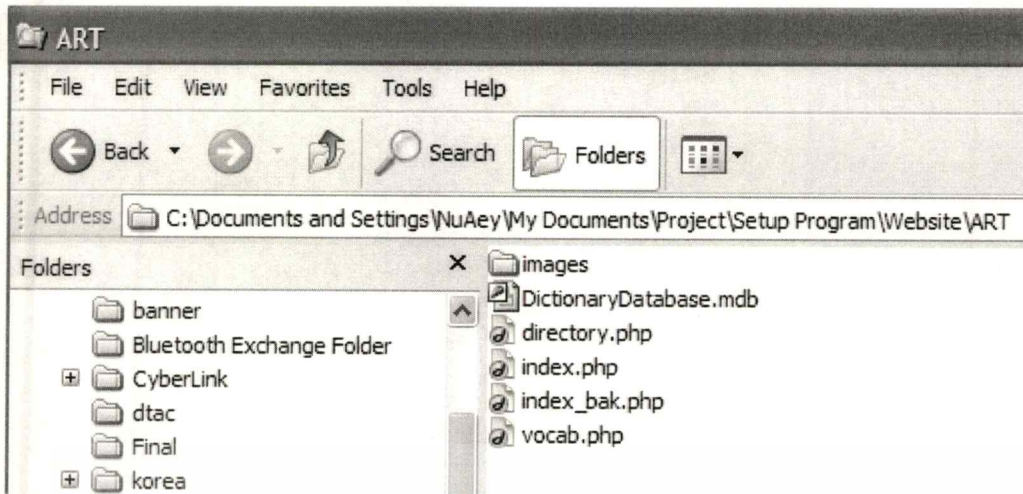 ART
File Edit View Favorites Tools Help
Back Search Folders
Address C:\Documents and Settings\NuAey\My Documents\Project\Setup Program\Website\ART
Folders
banner
Bluetooth Exchange Folder
CyberLink
dtac
Final
korea
images
DictionaryDatabase.mdb
directory.php
index.php
index_bak.php
vocab.php